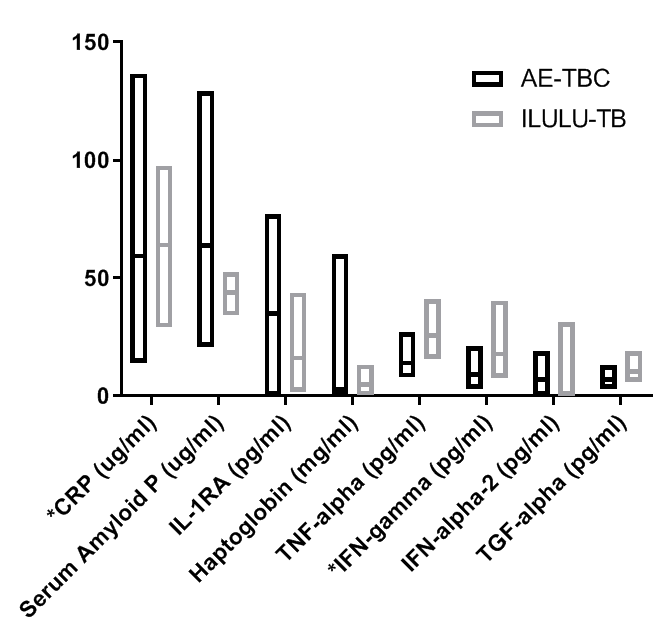 150
100
50
0
AE-TBC
ILULU-TB
*CRP (ug/ml)
Serum Amyloid P (ug/ml)
IL-1RA (pg/ml)
Haptoglobin (mg/ml)
TNF-alpha (pg/ml)
*IFN-gamma (pg/ml)
IFN-alpha-2 (pg/ml)
TGF-alpha (pg/ml)